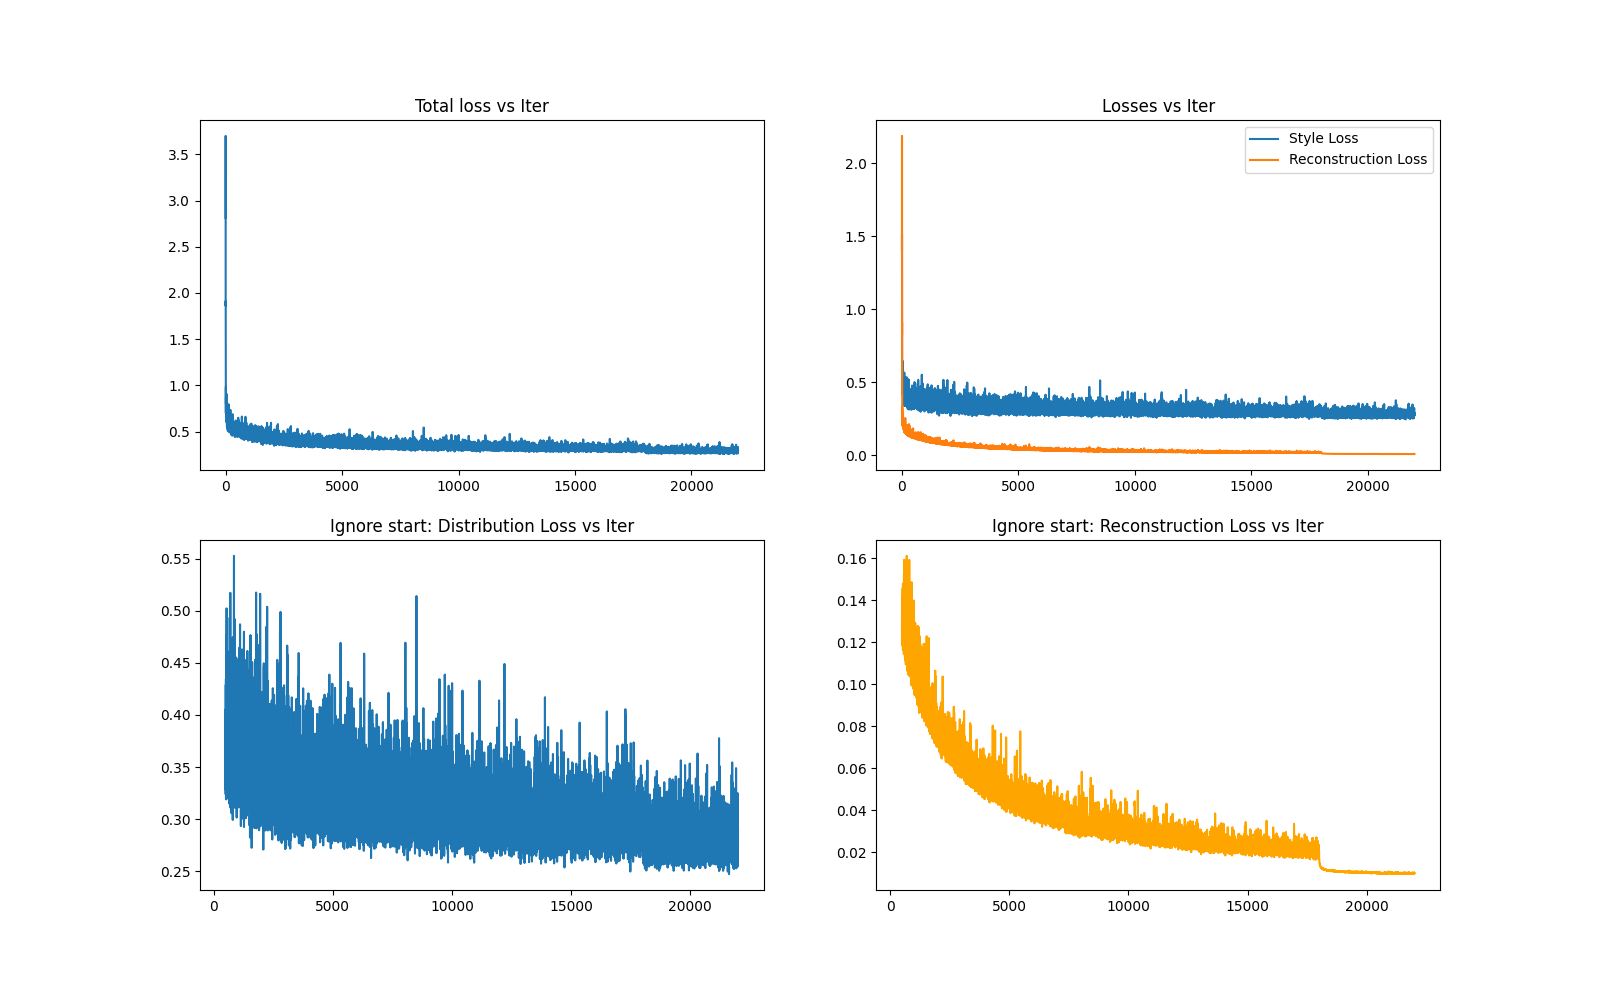 Total loss vs Iter
3.5
3.0
2.5
2.0
1.5
1.0
0.5
0 5000 10000 15000 20000
Losses vs Iter
Style Loss
Reconstruction Loss
2.0
1.5
1.0
0.5
0.0
0 5000 10000 15000 20000
Ignore start: Distribution Loss vs Iter
0.55
0.50
0.45
0.40
0.35
0.30
0.25
0 5000 10000 15000 20000
Ignore start: Reconstruction Loss vs Iter
0.16
0.14
0.12
0.10
0.08
0.06
0.04
0.02
0 5000 10000 15000 20000